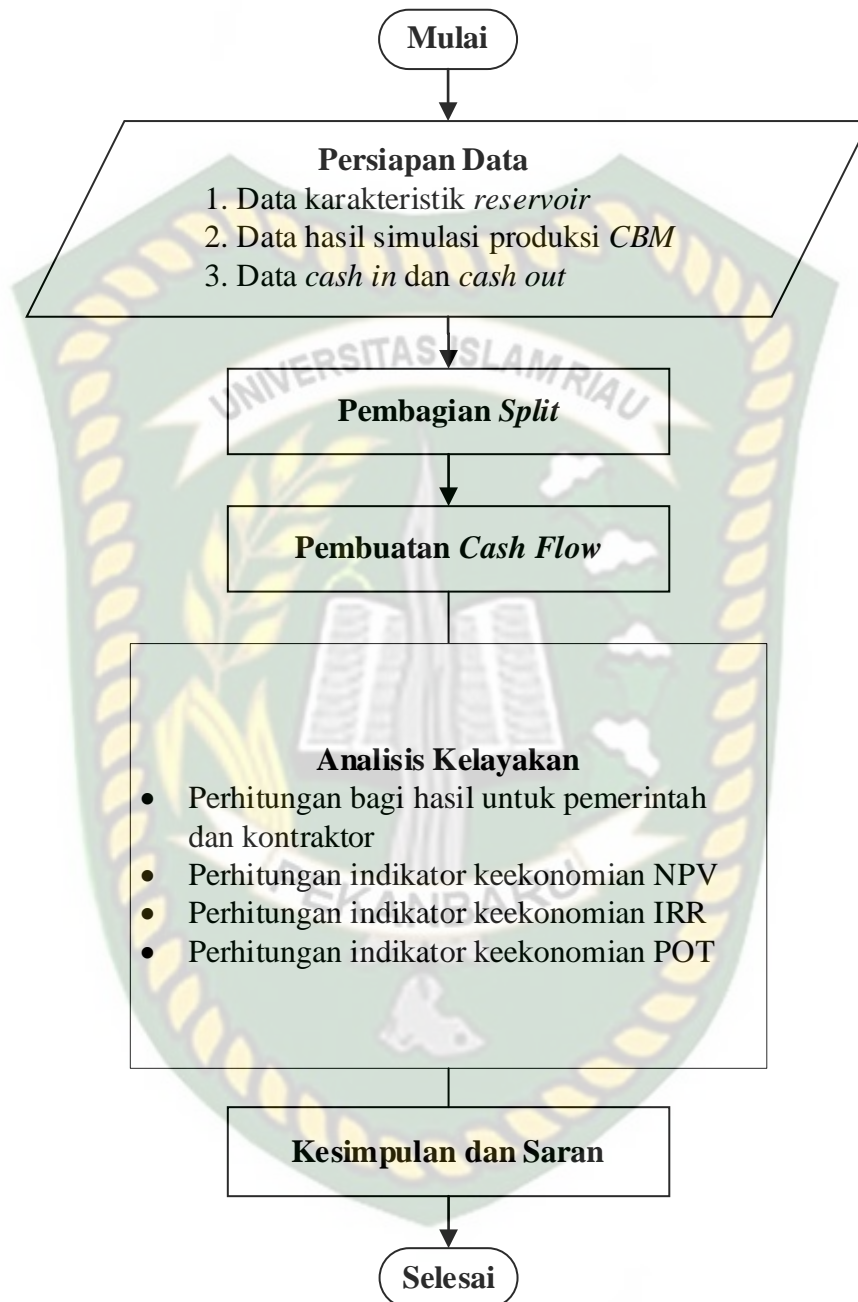 Mulai
Persiapan Data
1. Data karakteristik reservoir
2. Data hasil simulasi produksi CBM
3. Data cash in dan cash out
UNIVERSITAS ISLAM RIAU
Pembagian Split
Pembuatan Cash Flow
Analisis Kelayakan
• Perhitungan bagi hasil untuk pemerintah
dan kontraktor
• Perhitungan indikator keekonomian NPV
PEKANBARU
• Perhitungan indikator keekonomian IRR
• Perhitungan indikator keekonomian POT
Kesimpulan dan Saran
Selesai